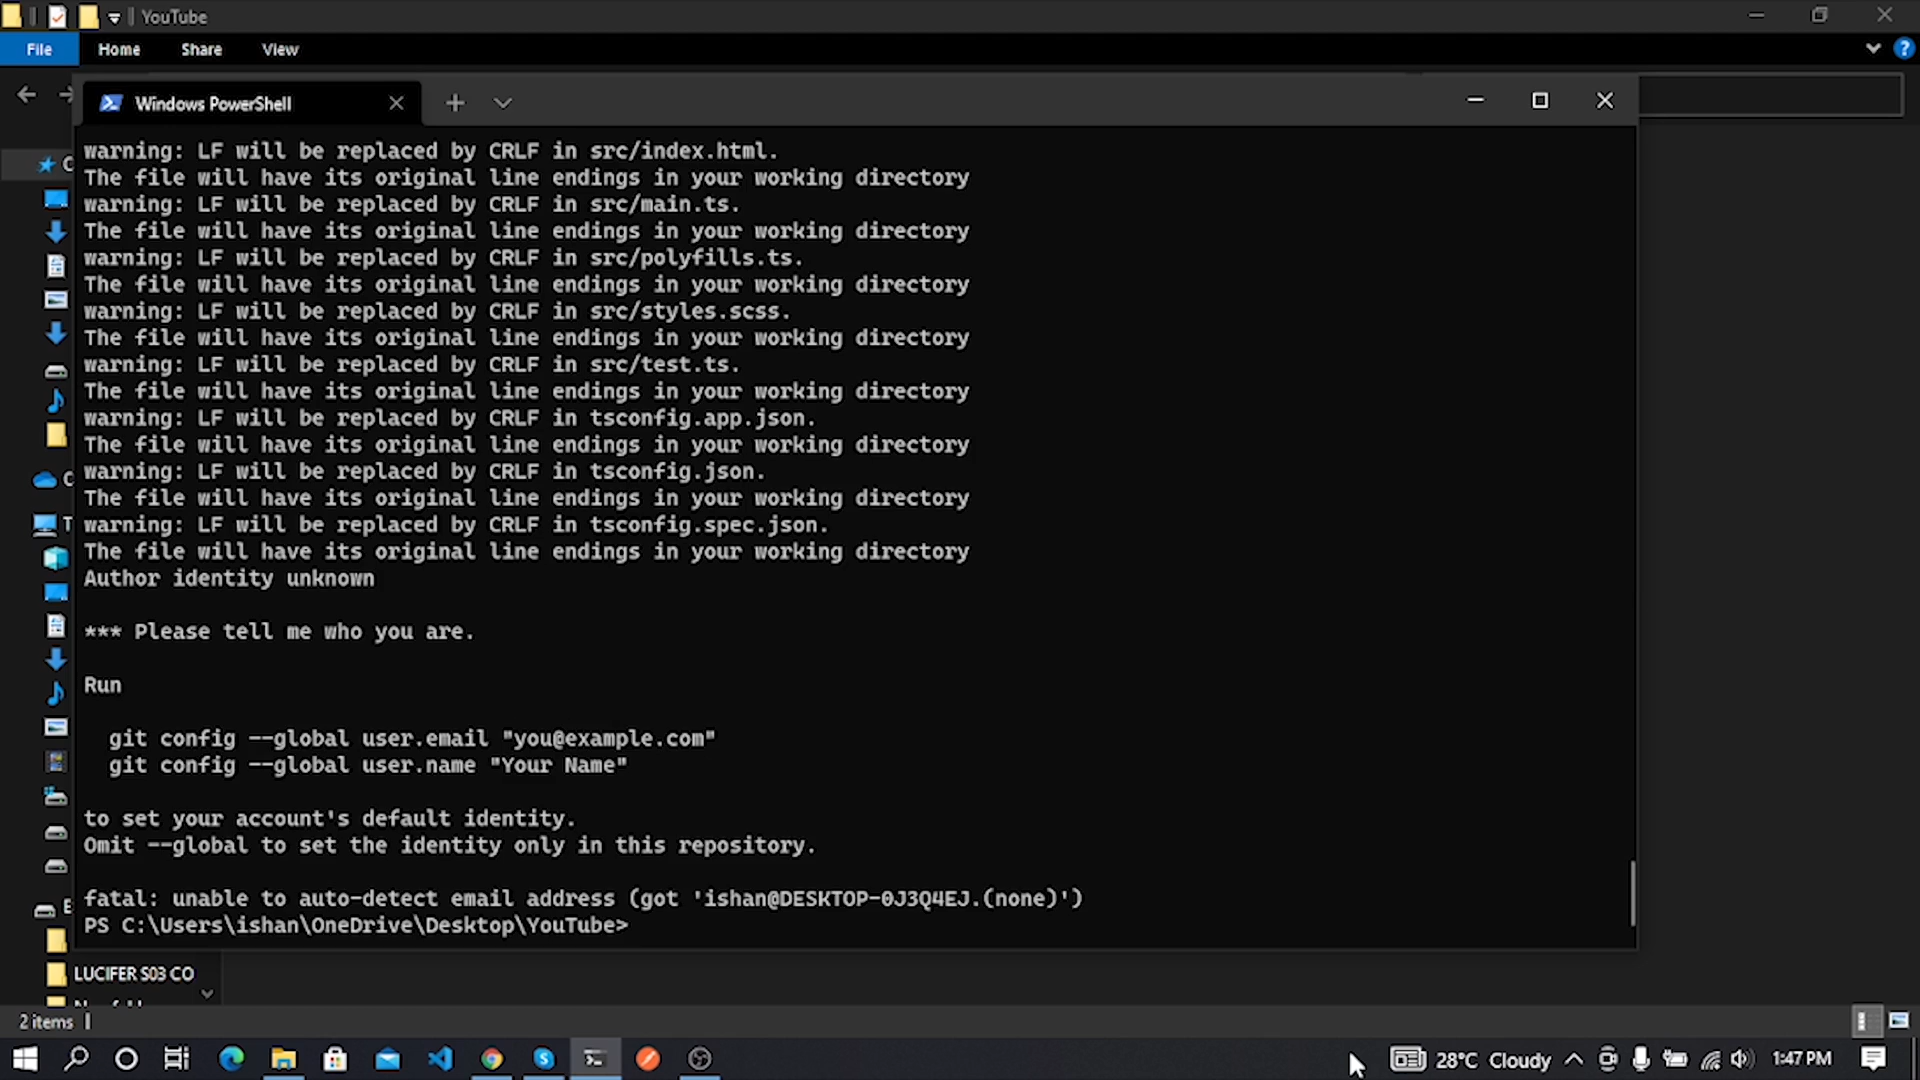 YouTube
File Home Share View
Windows PowerShell
warning: LF will be replaced by CRLF in src/index.html.
The file will have its original line endings in your working directory
warning: LF will be replaced by CRLF in src/main.ts.
The file will have its original line endings in your working directory
warning: LF will be replaced by CRLF in src/polyfills.ts.
The file will have its original line endings in your working directory
warning: LF will be replaced by CRLF in src/styles.scss.
The file will have its original line endings in your working directory
warning: LF will be replaced by CRLF in src/test.ts.
The file will have its original line endings in your working directory
warning: LF will be replaced by CRLF in tsconfig.app.json.
The file will have its original line endings in your working directory
warning: LF will be replaced by CRLF in tsconfig.json.
The file will have its original line endings in your working directory
warning: LF will be replaced by CRLF in tsconfig.spec.json.
The file will have its original line endings in your working directory
Author identity unknown
*** Please tell me who you are.
Run
git config --global user.email "you@example.com"
git config --global user.name "Your Name"
to set your account's default identity.
Omit --global to set the identity only in this repository.
fatal: unable to auto-detect email address (got 'ishan@DESKTOP-0J3Q4EJ.(none)')
PS C:\Users\ishan\OneDrive\Desktop\YouTube>
LUCIFER S03 CO
2 items
28°C Cloudy 1:47 PM